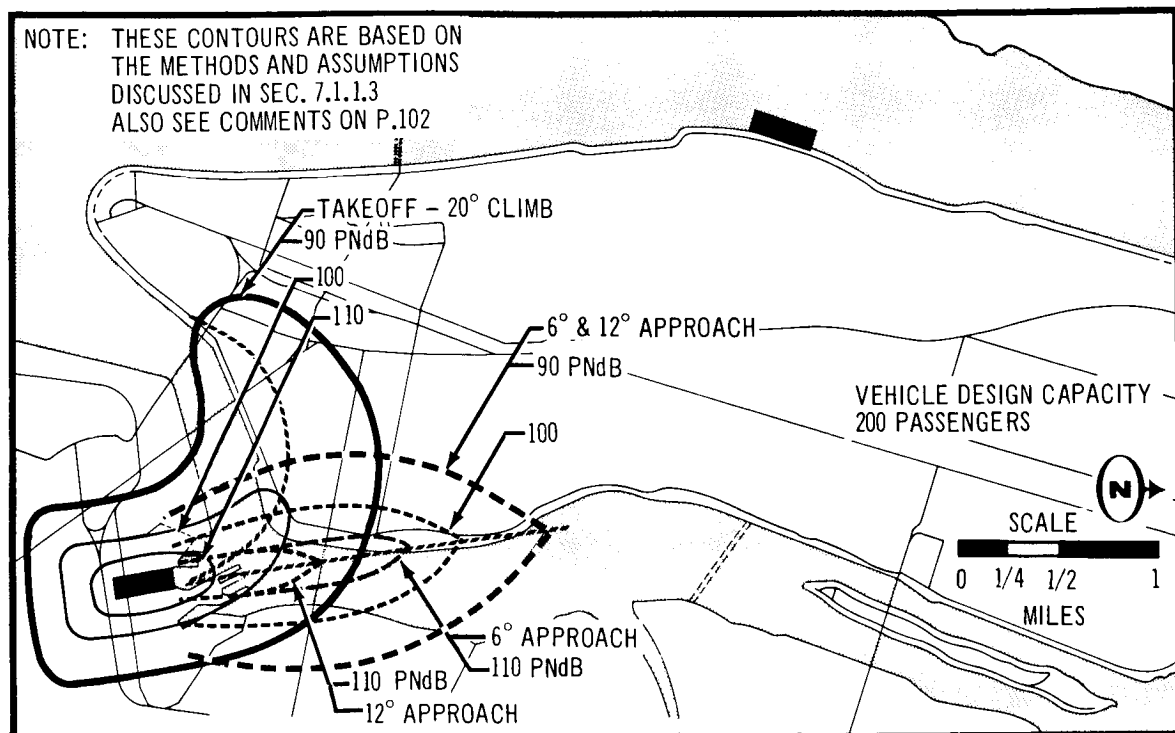 NOTE: THESE CONTOURS ARE BASED ON
THE METHODS AND ASSUMPTIONS
DISCUSSED IN SEC. 7.1.1.3
ALSO SEE COMMENTS ON P.102
TAKEOFF - 20° CLIMB
90 PNdB
100
110
6° & 12° APPROACH
90 PNdB
100
VEHICLE DESIGN CAPACITY
200 PASSENGERS
N
SCALE
0 1/4 1/2 1
MILES
6° APPROACH
110 PNdB
110 PNdB
12° APPROACH